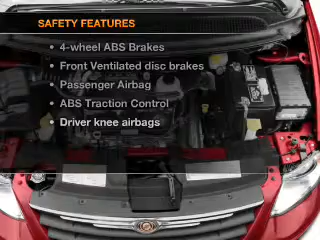 SAFETY FEATURES
• 4-wheel ABS Brakes
• Front Ventilated disc brakes
• Passenger Airbag
• ABS Traction Control
• Driver knee airbags